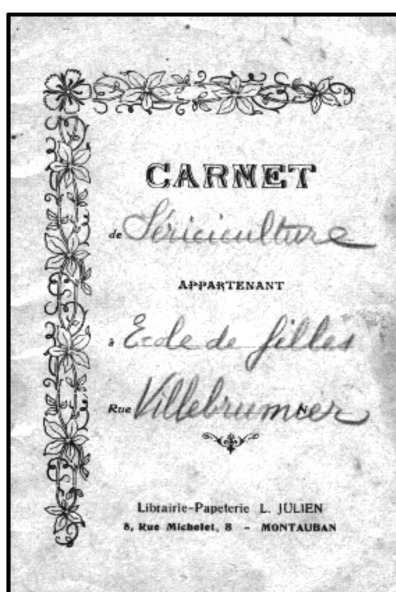 CARNET
de Sériciculture
APPARTENANT
à Ecole de filles
Rue Villebrumier
Librairie-Papeterie L. JULIEN
8, Rue Michelet, 8 - MONTAUBAN